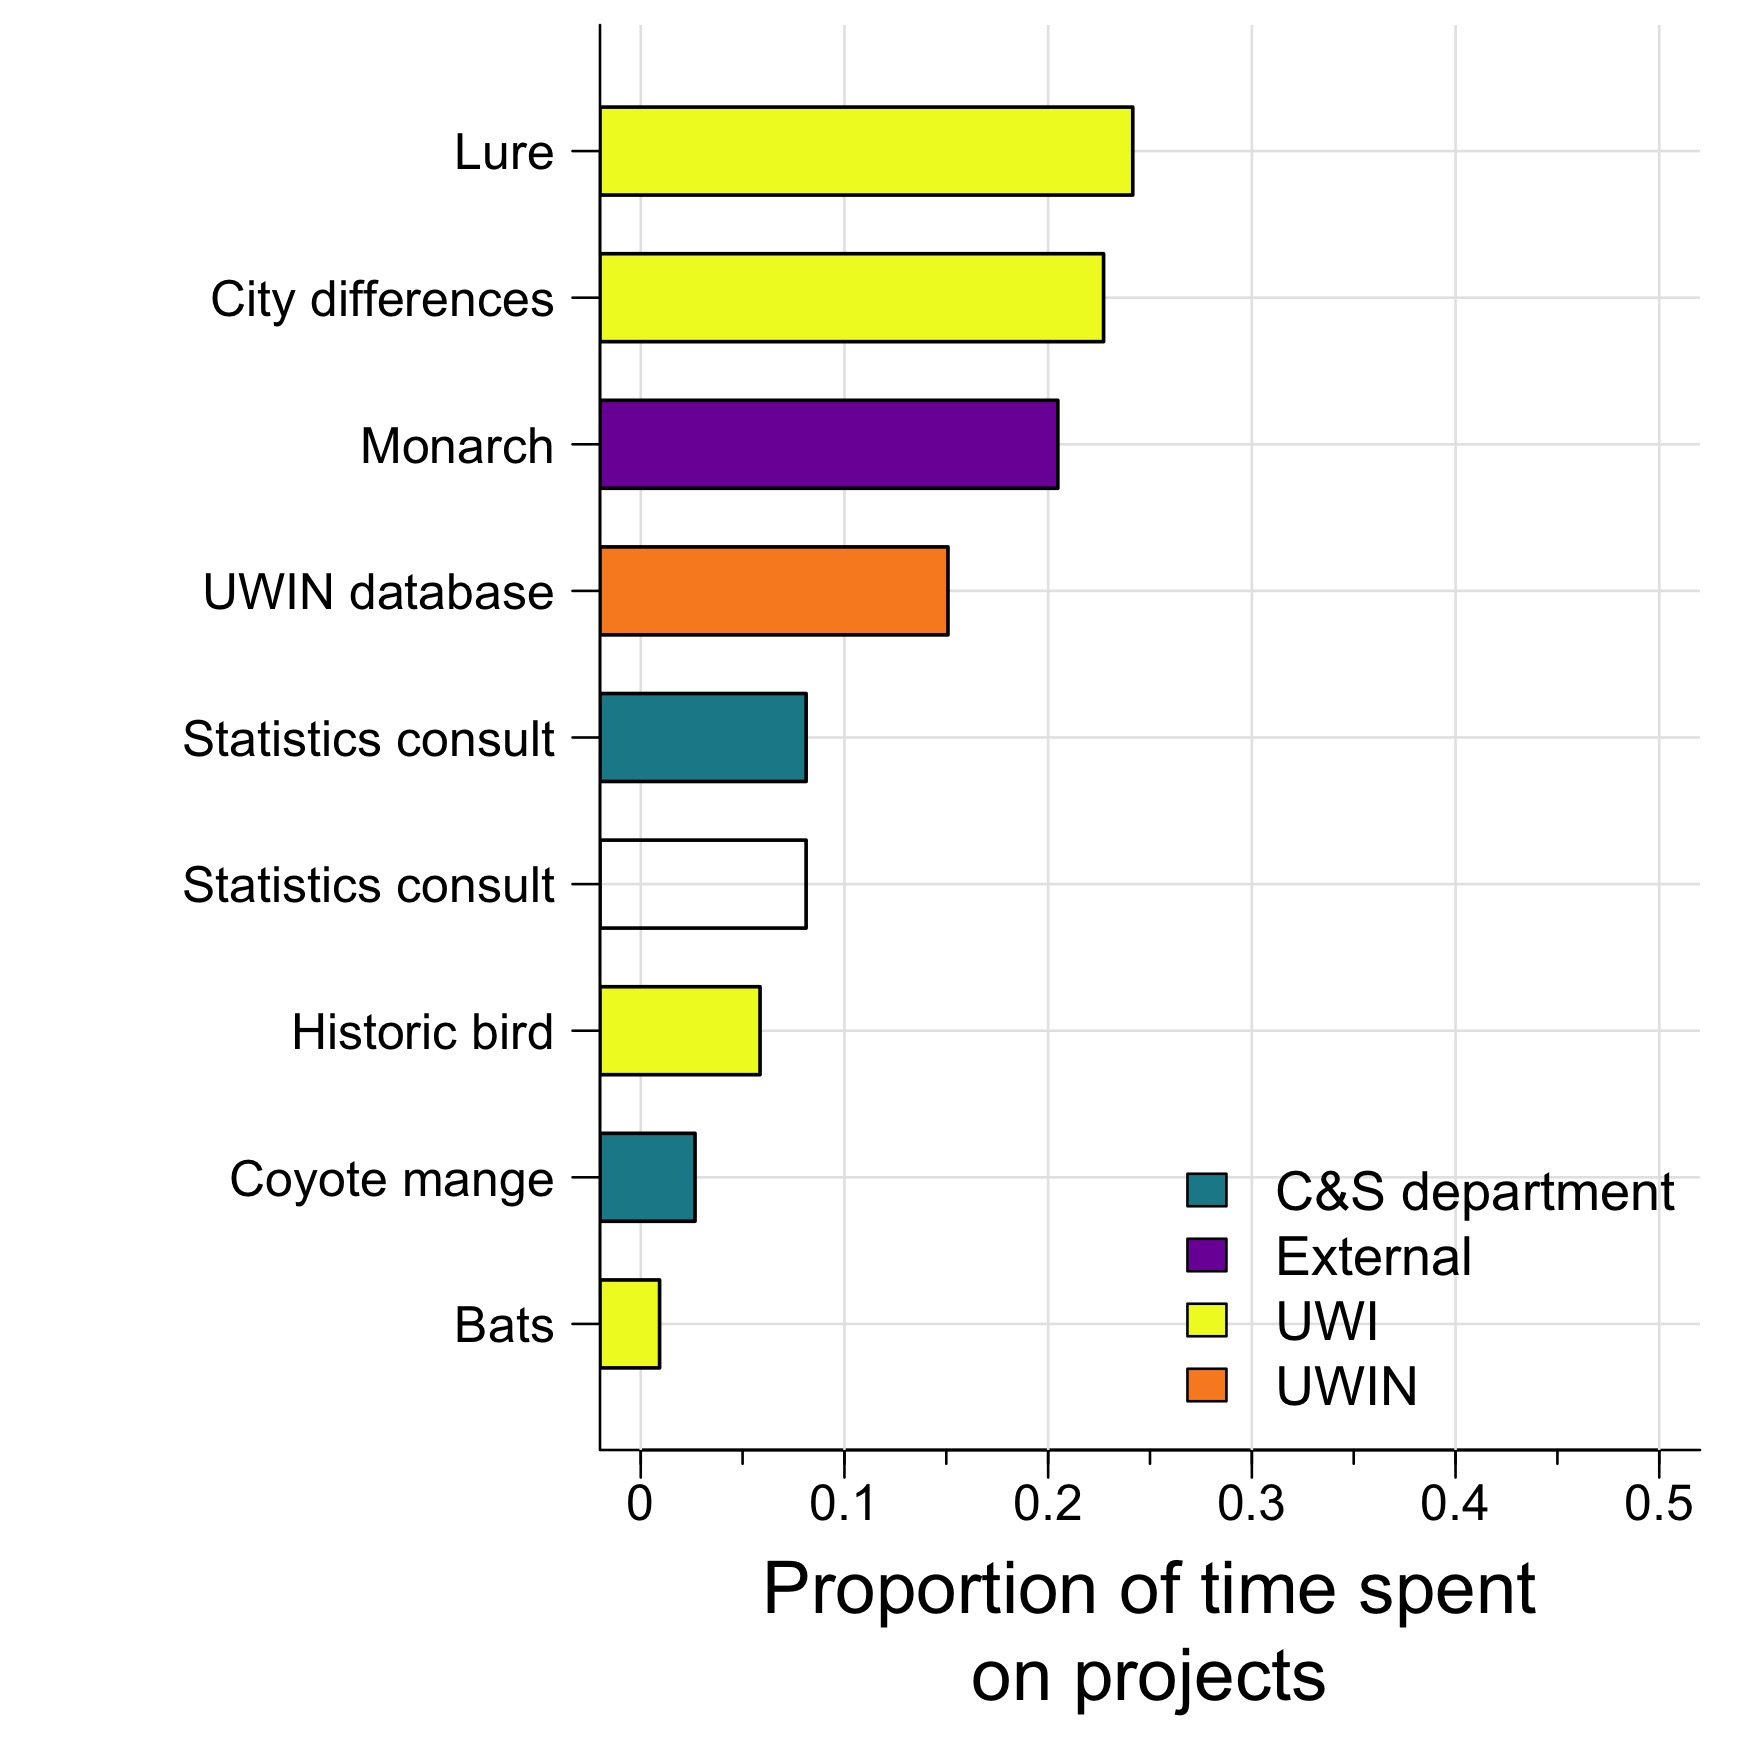 Lure
City differences
Monarch
UWIN database
Statistics consult
Statistics consult
Historic bird
Coyote mange
Bats
C&S department
External
UWI
UWIN
0 0.1 0.2 0.3 0.4 0.5
Proportion of time spent
on projects